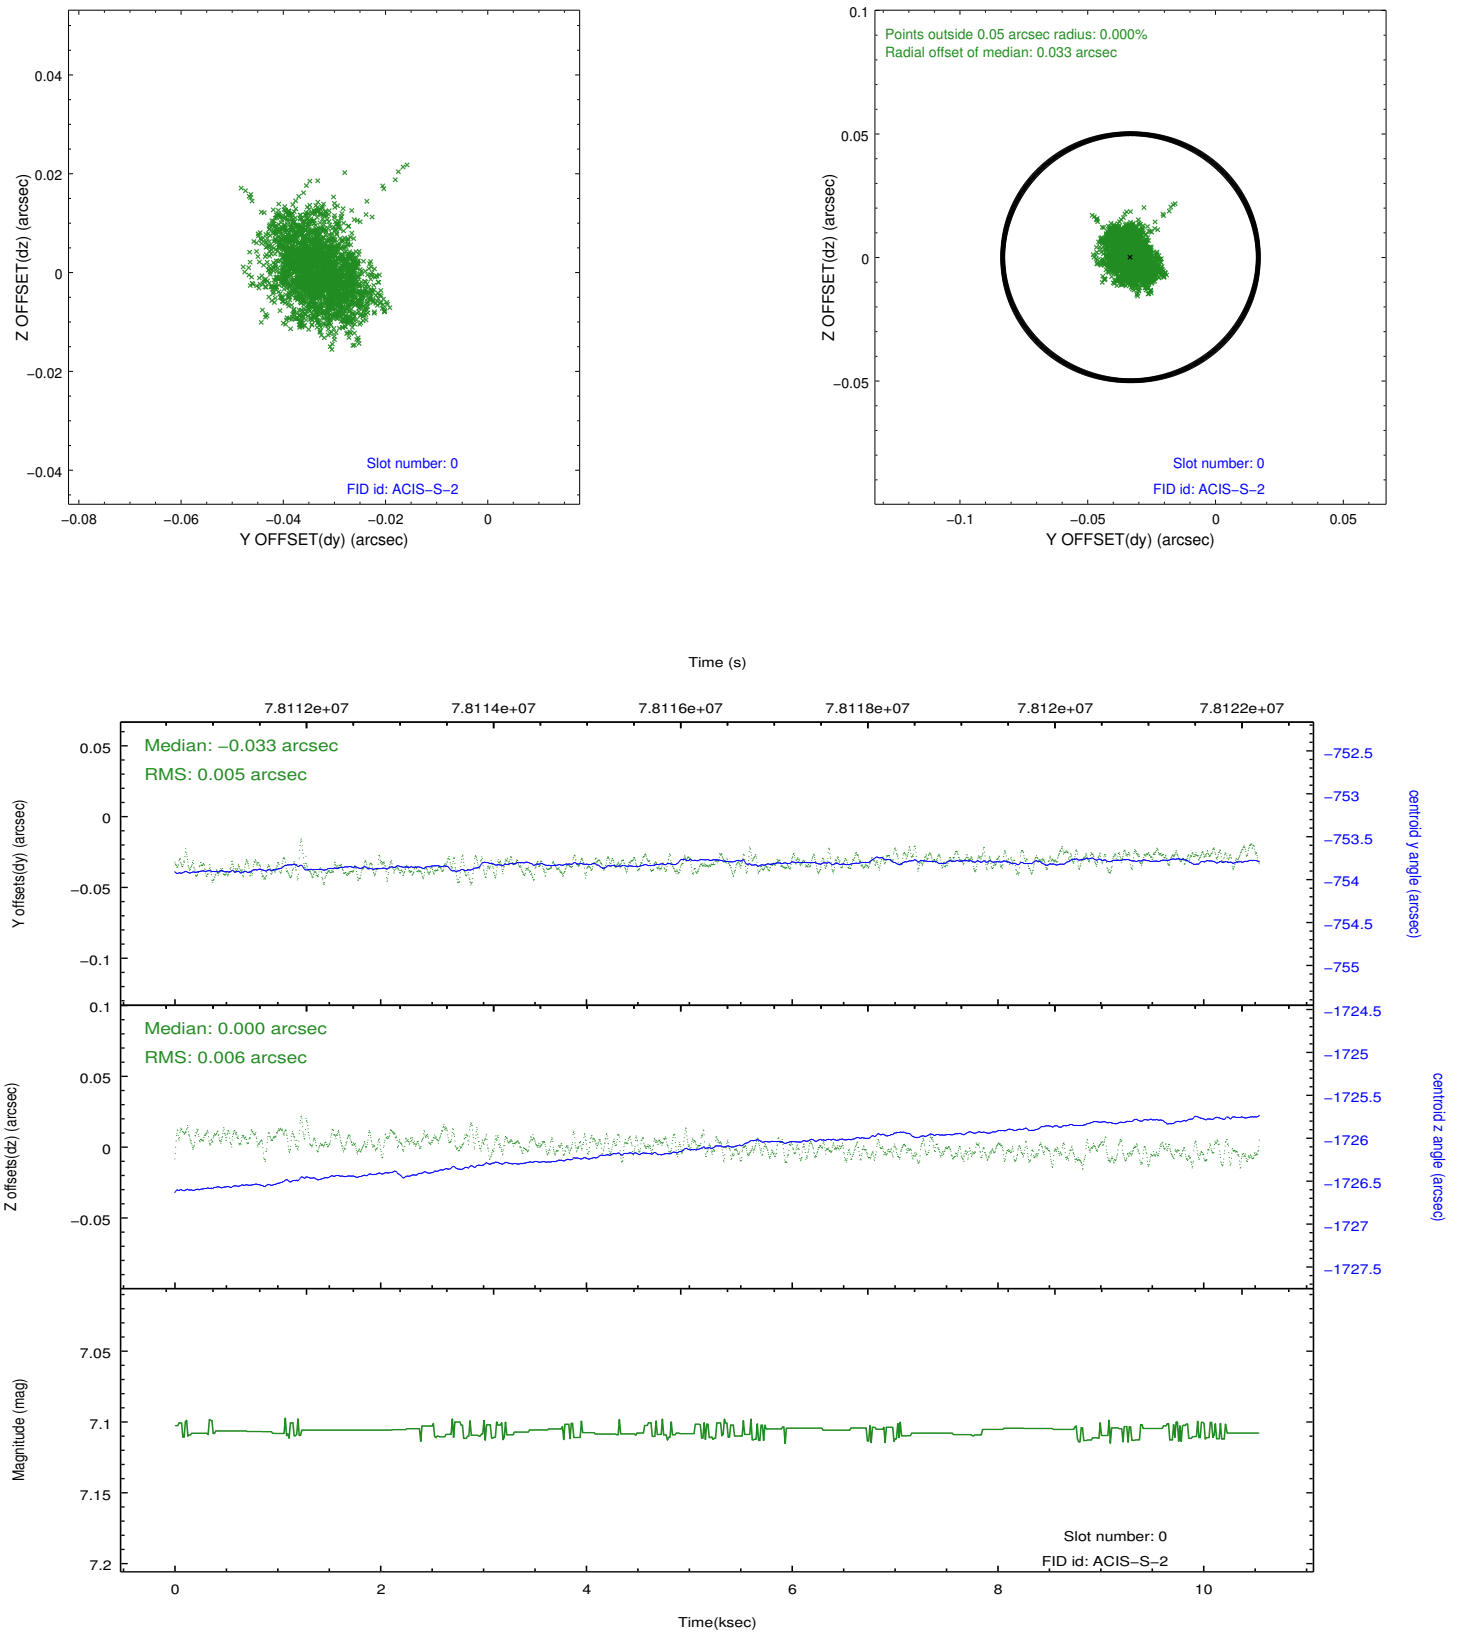 0.04
0.02
0
−0.02
−0.04
Z OFFSET(dz) (arcsec)
Slot number: 0
FID id: ACIS−S−2
−0.08 −0.06 −0.04 −0.02 0
Y OFFSET(dy) (arcsec)
0.1
0.05
0
−0.05
Z OFFSET(dz) (arcsec)
Points outside 0.05 arcsec radius: 0.000%
Radial offset of median: 0.033 arcsec
Slot number: 0
FID id: ACIS−S−2
−0.1 −0.05 0 0.05
Y OFFSET(dy) (arcsec)
Time (s)
7.8112e+07 7.8114e+07 7.8116e+07 7.8118e+07 7.812e+07 7.8122e+07
Median: −0.033 arcsec
RMS: 0.005 arcsec
0.05
0
−0.05
−0.1
Y offsets(dy) (arcsec)
−752.5
−753
−753.5
−754
−754.5
−755
centroid y angle (arcsec)
Median: 0.000 arcsec
RMS: 0.006 arcsec
0.1
0.05
0
−0.05
Z offsets(dz) (arcsec)
−1724.5
−1725
−1725.5
−1726
−1726.5
−1727
−1727.5
centroid z angle (arcsec)
7.05
7.1
7.15
7.2
Magnitude (mag)
Slot number: 0
FID id: ACIS−S−2
0 2 4 6 8 10
Time(ksec)